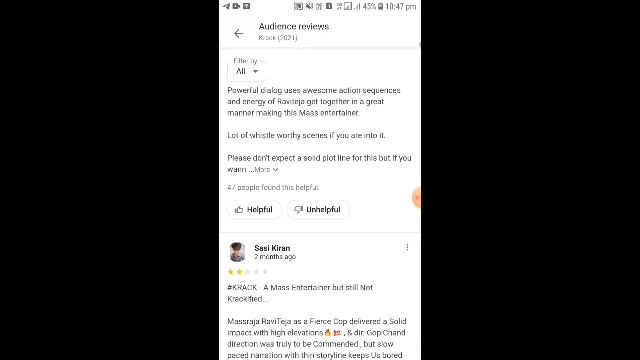 45% 10:47 pm
Audience reviews
Krack (2021)
Filter by
All
Powerful dialog uses awesome action sequences
and energy of Raviteja get together in a great
manner making this Mass entertainer.
Lot of whistle worthy scenes if you are into it.
Please don't expect a solid plot line for this but if you
wann ...More
47 people found this helpful.
Helpful Unhelpful
Sasi Kiran
2 months ago
#KRACK - A Mass Entertainer but still Not
Krackified...
Massraja RaviTeja as a Fierce Cop delivered a Solid
impact with high elevations🔥💯, & dir. GopiChand
direction was truly to be Commended , but slow
paced narration with thin storyline keeps Us bored